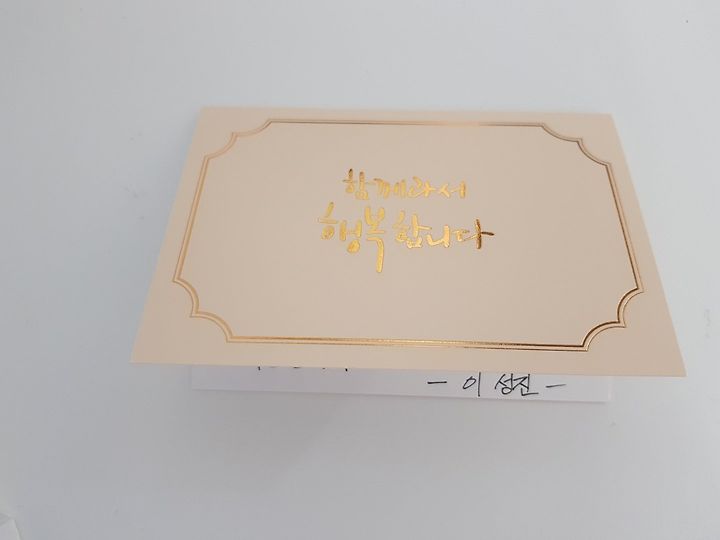 함께라서
행복합니다
- 이 성진 -